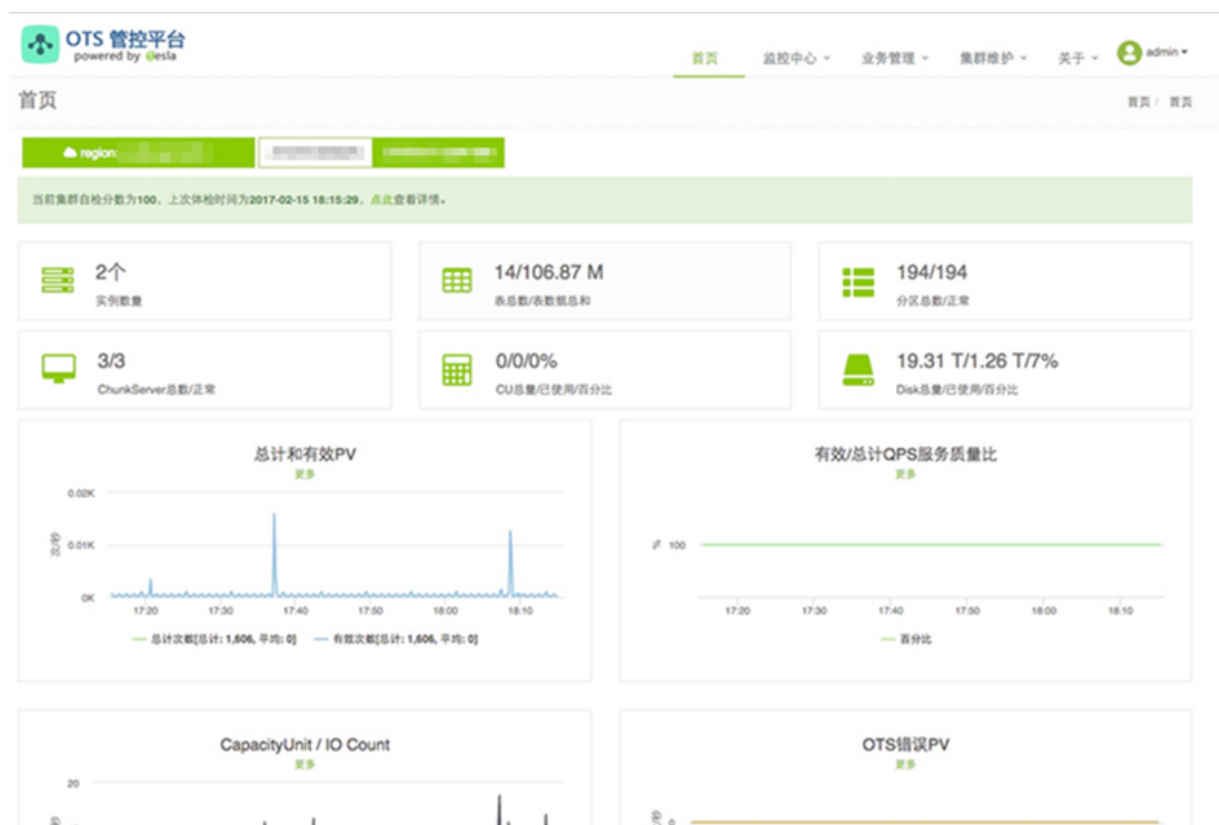 OTS 管控平台
powered by tesla
首页 监控中心 业务管理 集群维护 关于 admin
首页
首页 / 首页
region:
当前集群自检分数为100，上次体检时间为2017-02-15 18:15:29，点此查看详情。
2个
实例数量
14/106.87 M
表总数/表数据总和
194/194
分区总数/正常
3/3
ChunkServer总数/正常
0/0/0%
CU总量/已使用/百分比
19.31 T/1.26 T/7%
Disk总量/已使用/百分比
总计和有效PV
更多
0.02K
次/秒
0.01K
0K
17:20 17:30 17:40 17:50 18:00 18:10
总计次数[总计: 1,606, 平均: 0] 有效次数[总计: 1,606, 平均: 0]
有效/总计QPS服务质量比
更多
% 100
17:20 17:30 17:40 17:50 18:00 18:10
百分比
CapacityUnit / IO Count
更多
20
OTS错误PV
更多
0